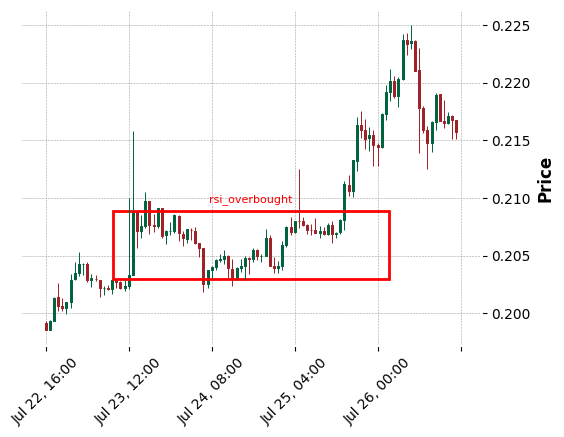 0.225
0.220
0.215
0.210
0.205
0.200
Price
rsi_overbought
Jul 22, 16:00
Jul 23, 12:00
Jul 24, 08:00
Jul 25, 04:00
Jul 26, 00:00